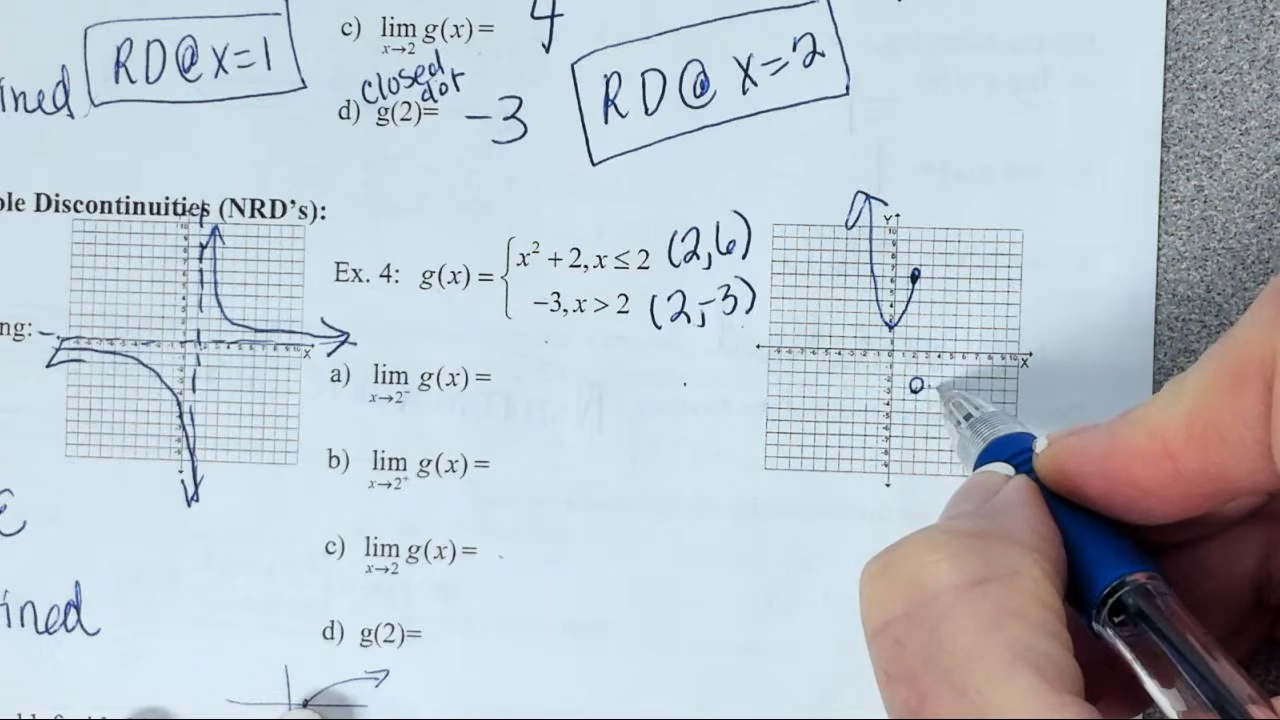 c) lim g(x)= 4
x→2
RD@X=1
RD@ X=2
ined
closed dot
d) g(2)= -3
ble Discontinuities (NRD's):
Ex. 4: g(x) = { x² + 2, x ≤ 2 (2,6)
−3, x > 2 (2,-3)
Y
X
X
ng:
a) lim g(x)=
x→2⁻
b) lim g(x)=
x→2⁺
c) lim g(x)=
x→2
d) g(2)=
ined